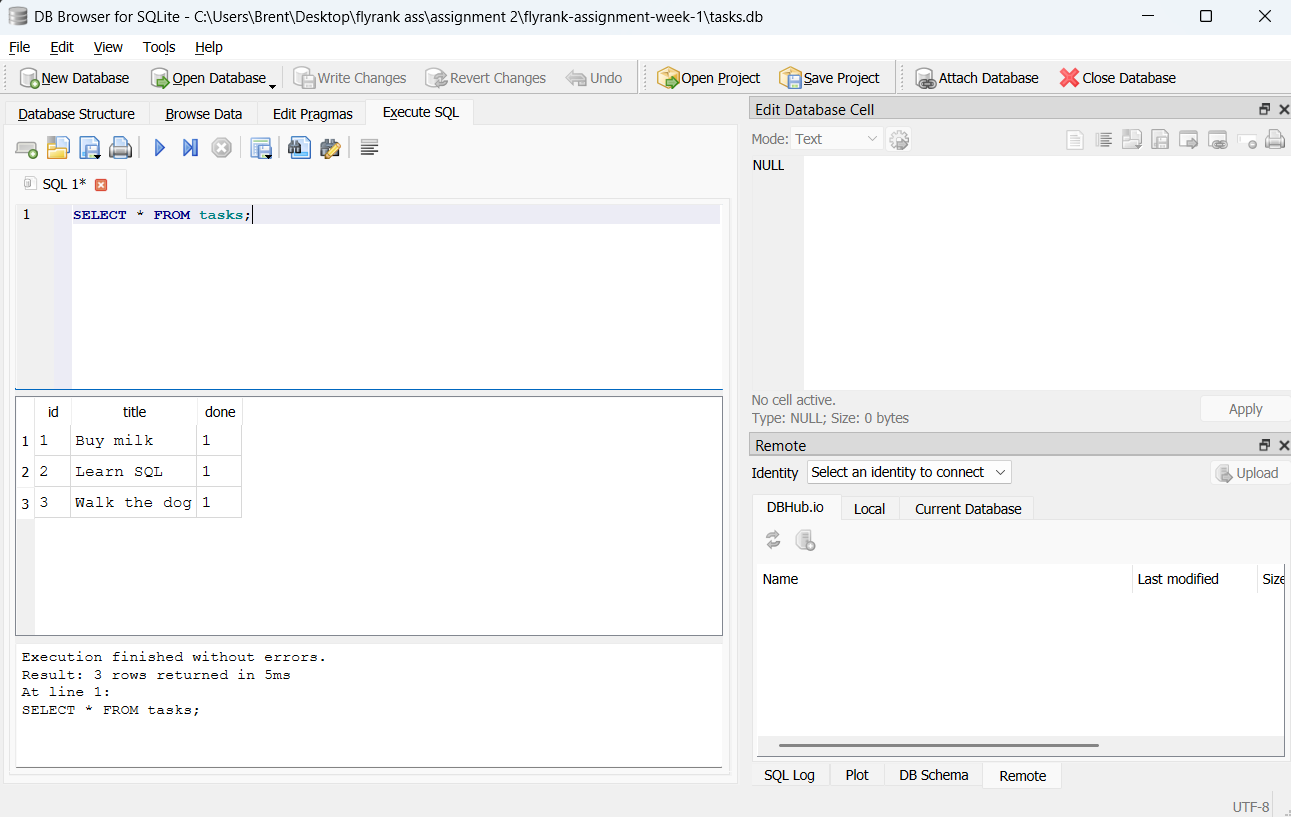 DB Browser for SQLite - C:\Users\Brent\Desktop\flyrank ass\assignment 2\flyrank-assignment-week-1\tasks.db
File Edit View Tools Help
New Database Open Database Write Changes Revert Changes Undo Open Project Save Project Attach Database Close Database
Database Structure Browse Data Edit Pragmas Execute SQL
SQL 1*
1 SELECT * FROM tasks;
id title done
1 1 Buy milk 1
2 2 Learn SQL 1
3 3 Walk the dog 1
Execution finished without errors.
Result: 3 rows returned in 5ms
At line 1:
SELECT * FROM tasks;
Edit Database Cell
Mode: Text
NULL
No cell active.
Type: NULL; Size: 0 bytes
Apply
Remote
Identity Select an identity to connect Upload
DBHub.io Local Current Database
Name Last modified Size
SQL Log Plot DB Schema Remote
UTF-8